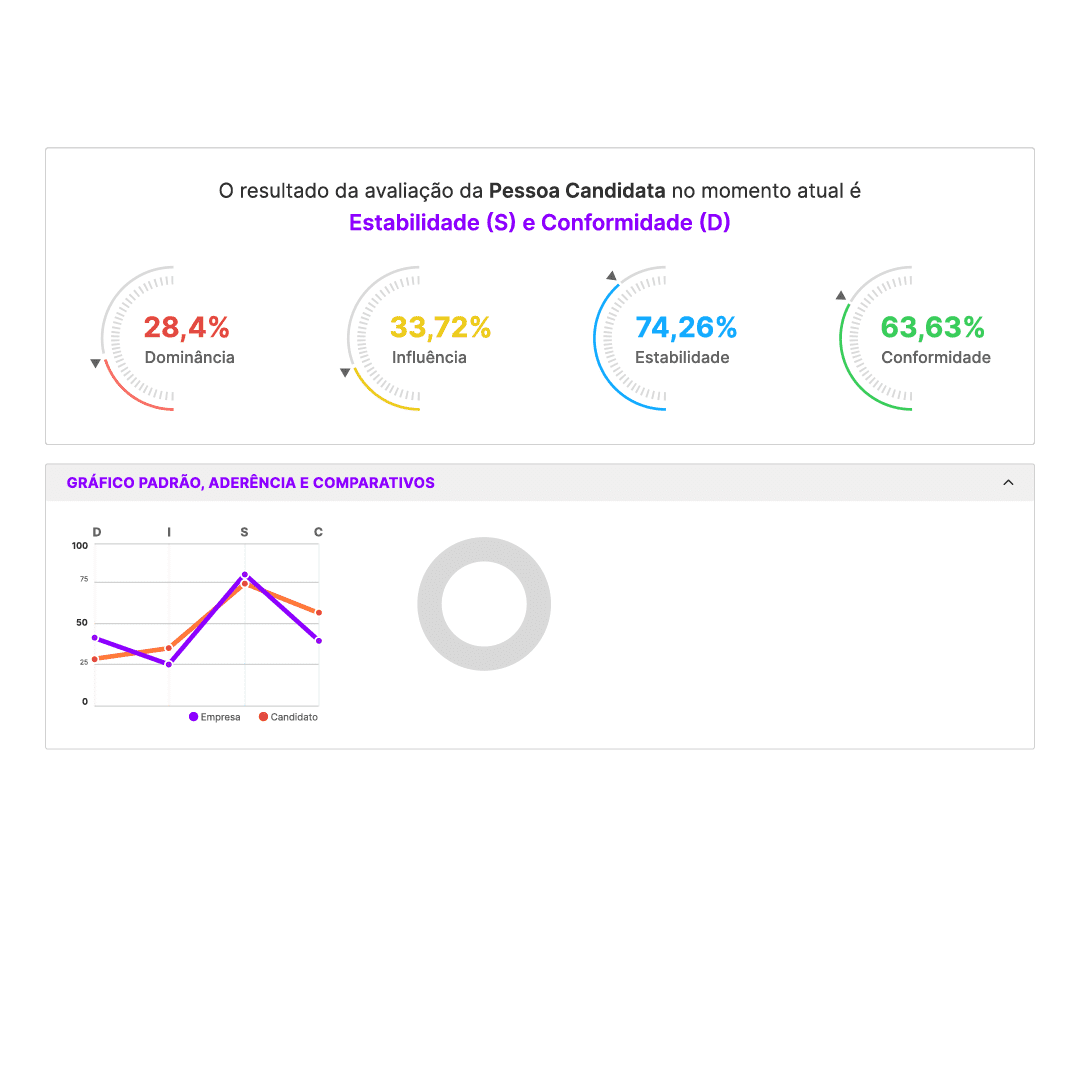 O resultado da avaliação da Pessoa Candidata no momento atual é
Estabilidade (S) e Conformidade (D)
28,4%
Dominância
33,72%
Influência
74,26%
Estabilidade
63,63%
Conformidade
GRÁFICO PADRÃO, ADERÊNCIA E COMPARATIVOS
D I S C
100
75
50
25
0
Empresa Candidato